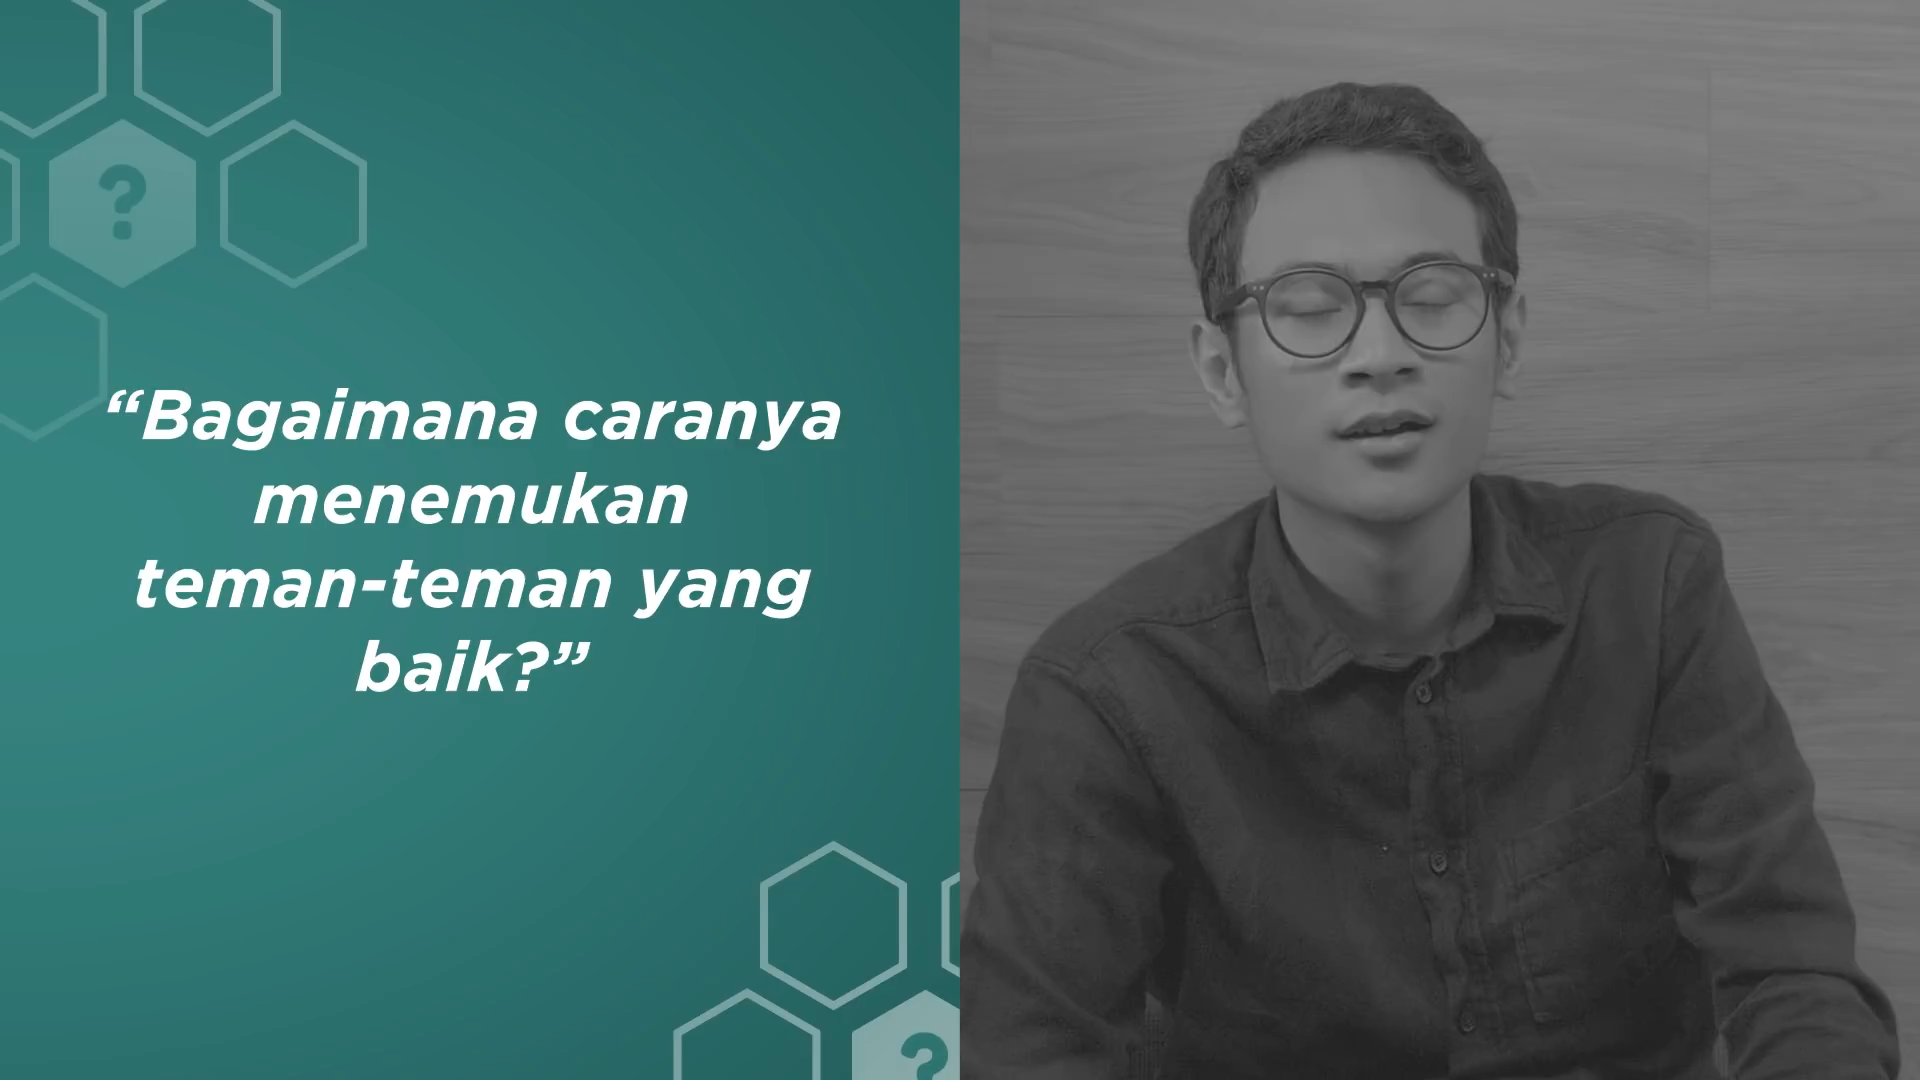 “Bagaimana caranya
menemukan
teman-teman yang
baik?”
?
?